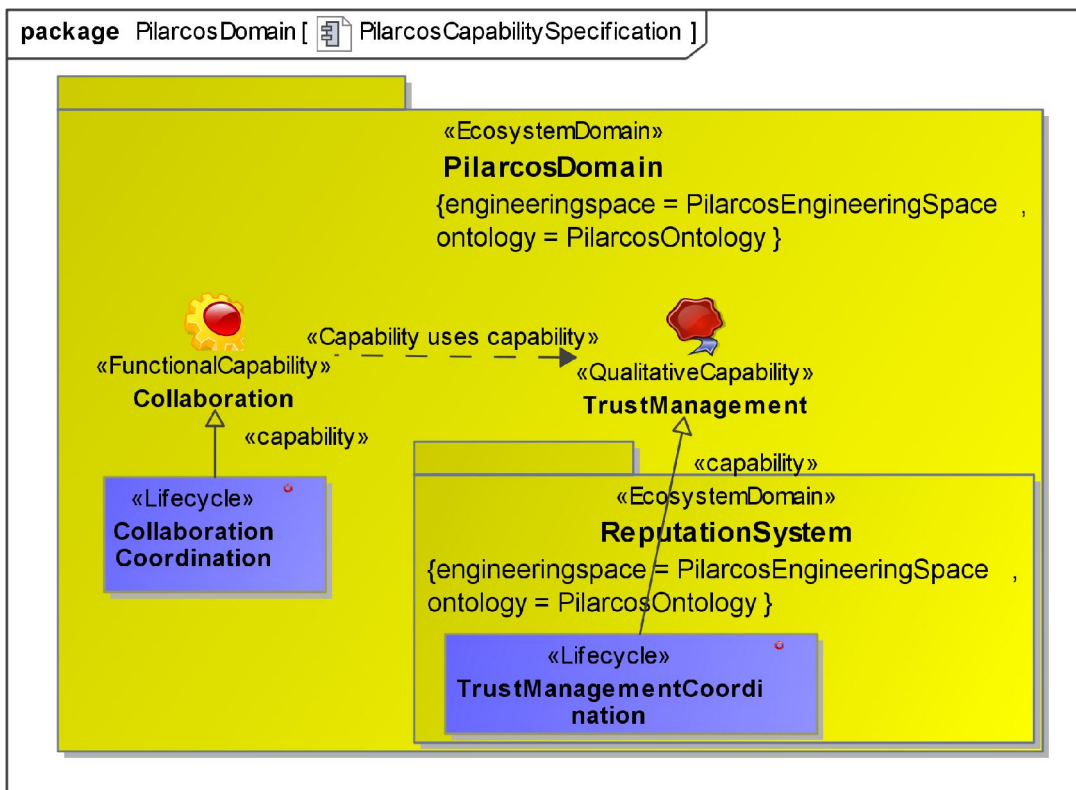 package PilarcosDomain [ PilarcosCapabilitySpecification ]
«EcosystemDomain»
PilarcosDomain
{engineeringspace = PilarcosEngineeringSpace ,
ontology = PilarcosOntology }
«Capability uses capability»
«FunctionalCapability»
Collaboration
«QualitativeCapability»
TrustManagement
«capability»
«capability»
«Lifecycle»
Collaboration
Coordination
«EcosystemDomain»
ReputationSystem
{engineeringspace = PilarcosEngineeringSpace ,
ontology = PilarcosOntology }
«Lifecycle»
TrustManagementCoordi
nation